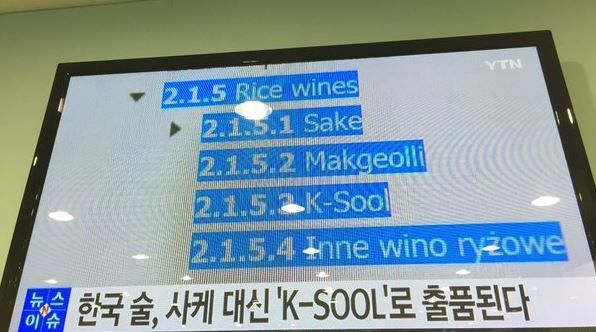 YTN
2.1.5 Rice wines
2.1.5.1 Sake
2.1.5.2 Makgeolli
2.1.5.3 K-Sool
2.1.5.4 Inne wino ryżowe
뉴스
N
이슈
한국 술, 사케 대신 'K-SOOL'로 출품된다